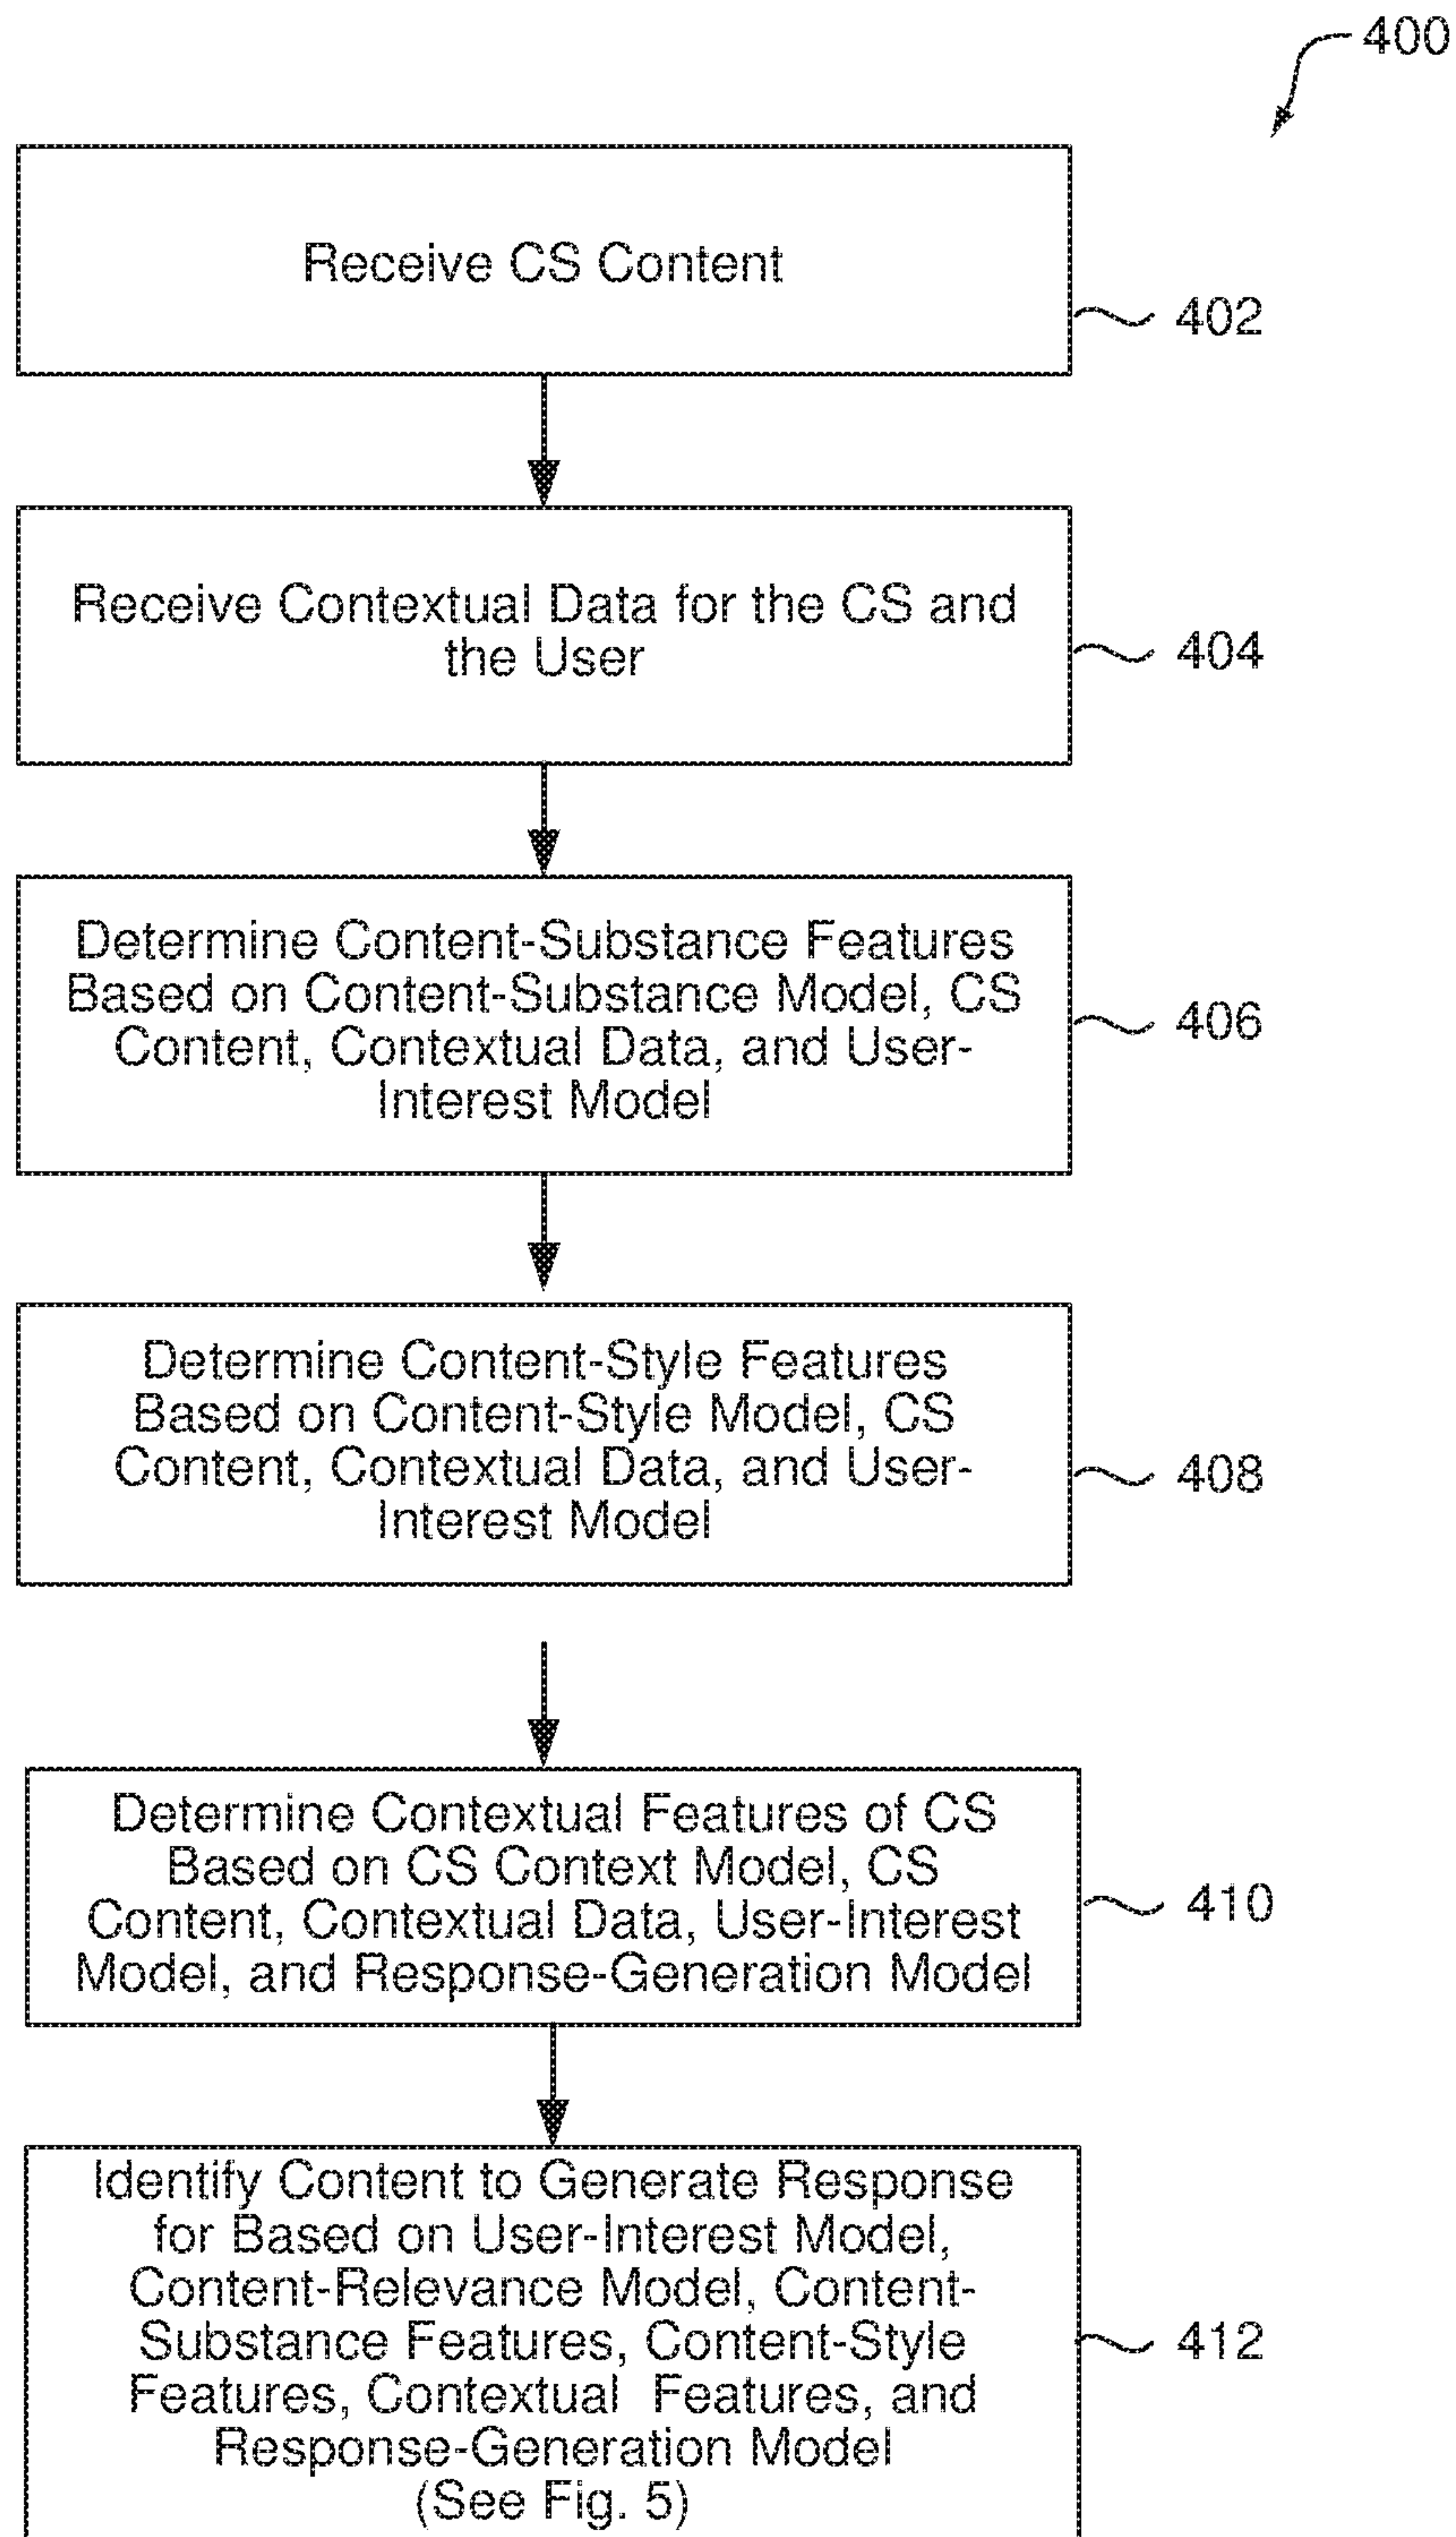 400
Receive CS Content
402
Receive Contextual Data for the CS and
the User
404
Determine Content-Substance Features
Based on Content-Substance Model, CS
Content, Contextual Data, and User-
Interest Model
406
Determine Content-Style Features
Based on Content-Style Model, CS
Content, Contextual Data, and User-
Interest Model
408
Determine Contextual Features of CS
Based on CS Context Model, CS
Content, Contextual Data, User-Interest
Model, and Response-Generation Model
410
Identify Content to Generate Response
for Based on User-Interest Model,
Content-Relevance Model, Content-
Substance Features, Content-Style
Features, Contextual Features, and
Response-Generation Model
(See Fig. 5)
412